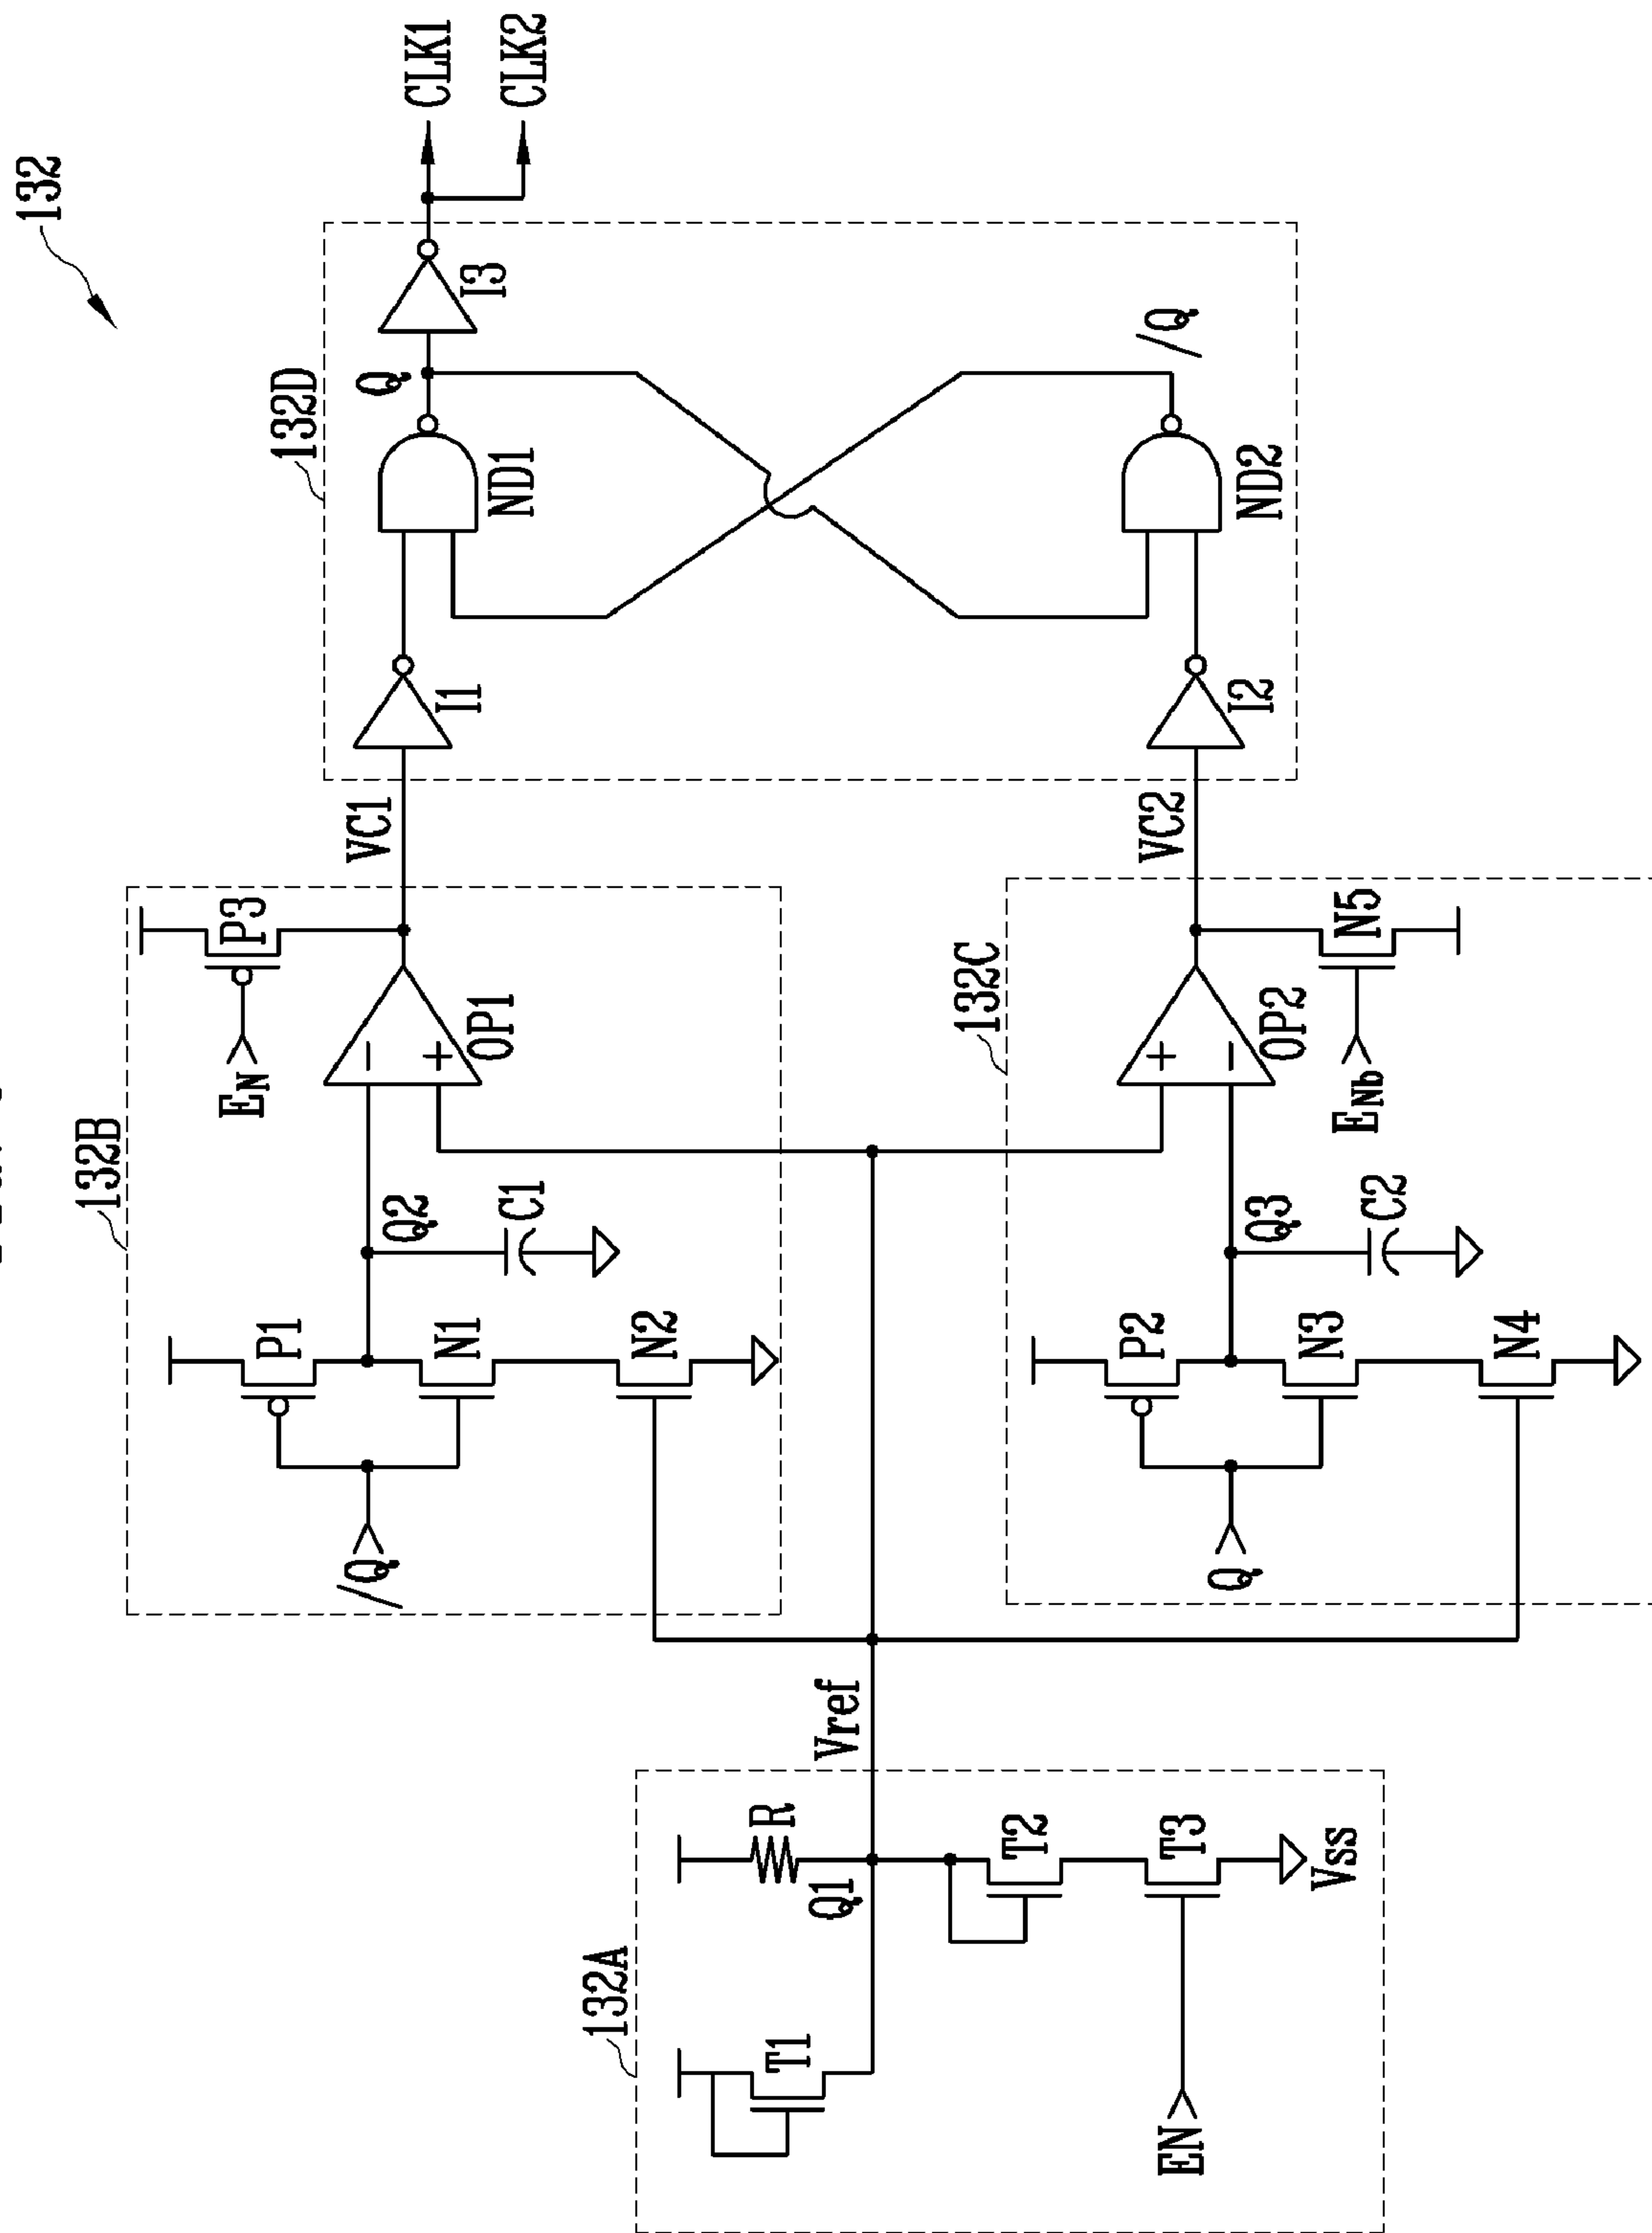 132
132A
T1
R
Q1
T2
T3
EN
Vss
Vref
132B
/Q
P1
N1
N2
Q2
C1
EN
P3
OP1
-
+
VC1
132C
Q
P2
N3
N4
Q3
C2
+
-
OP2
ENb
N5
VC2
132D
I1
I2
ND1
ND2
Q
/Q
I3
CLK1
CLK2